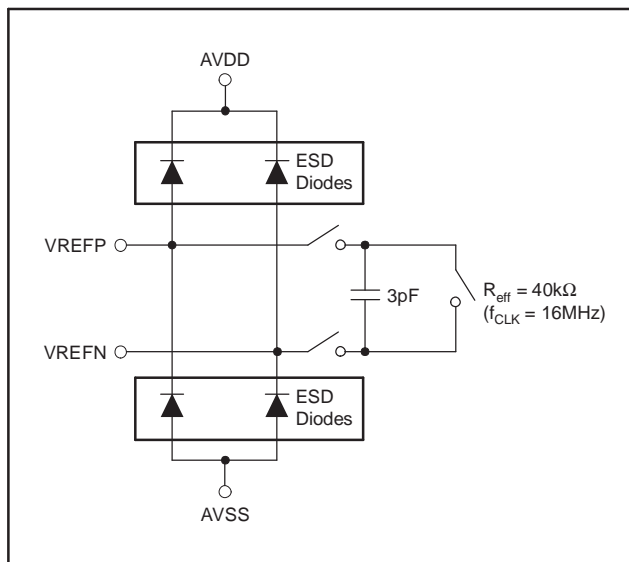 AVDD
ESD
Diodes
VREFP
3pF
R_eff = 40kΩ
(f_CLK = 16MHz)
VREFN
ESD
Diodes
AVSS